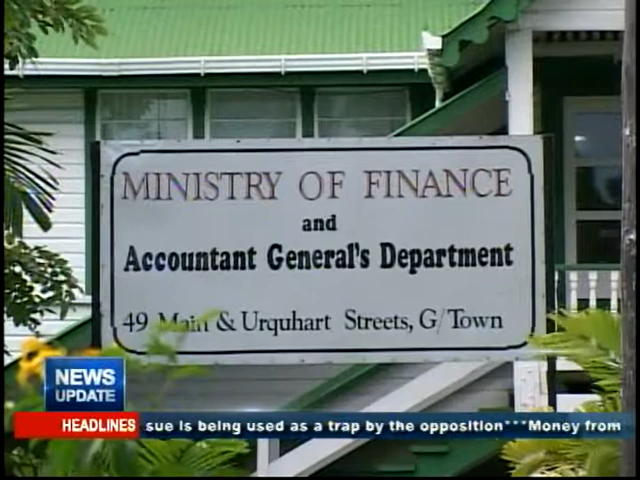 MINISTRY OF FINANCE
and
Accountant General's Department
49 Main & Urquhart Streets, G/Town
NEWS
UPDATE
HEADLINES sue is being used as a trap by the opposition***Money from